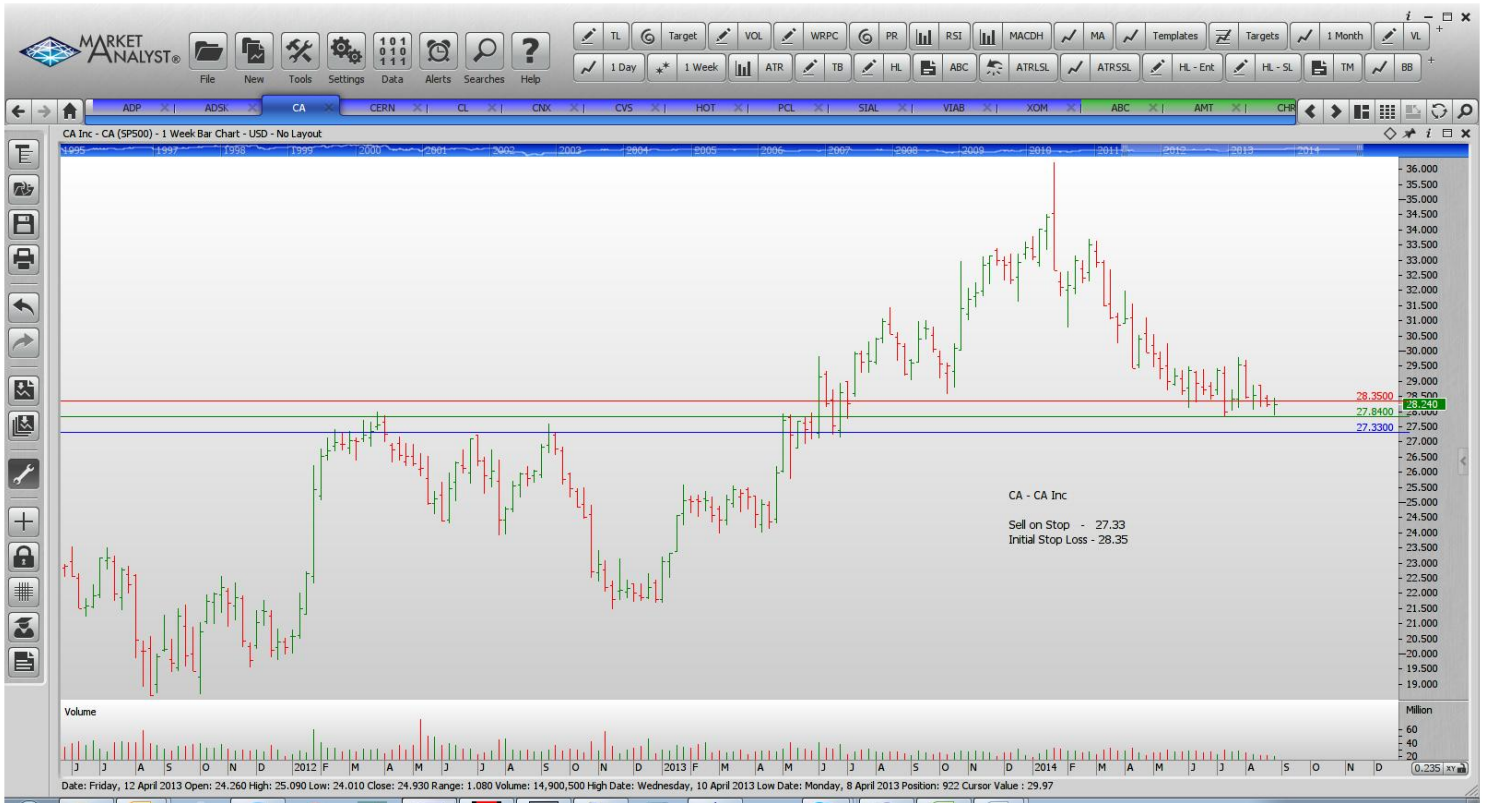 MARKET
ANALYST®
File New Tools Settings Data Alerts Searches Help
TL Target VOL WRPC PR RSI MACDH MA Templates Targets 1 Month VL
1 Day 1 Week ATR TB HL ABC ATRLSL ATRSSL HL - Ent HL - SL TM BB
ADP ADSK CA CERN CL CNX CVS HOT PCL SIAL VIAB XOM ABC AMT CHR
CA Inc - CA (SP500) - 1 Week Bar Chart - USD - No Layout
1995 1997 1998 1999 2000 2001 2002 2003 2004 2005 2006 2007 2008 2009 2010 2011 2012 2013 2014
36.000
35.500
35.000
34.500
34.000
33.500
33.000
32.500
32.000
31.500
31.000
30.500
30.000
29.500
29.000
28.500
28.3500
28.240
28.000
27.8400
27.500
27.3300
27.000
26.500
26.000
25.500
25.000
24.500
24.000
23.500
23.000
22.500
22.000
21.500
21.000
20.500
20.000
19.500
19.000
CA - CA Inc
Sell on Stop - 27.33
Initial Stop Loss - 28.35
Volume
Million
60
40
20
J J A S O N D 2012 F M A M J J A S O N D 2013 F M A M J J A S O N D 2014 F M A M J J A S O N D
0.235 XY
Date: Friday, 12 April 2013 Open: 24.260 High: 25.090 Low: 24.010 Close: 24.930 Range: 1.080 Volume: 14,900,500 High Date: Wednesday, 10 April 2013 Low Date: Monday, 8 April 2013 Position: 922 Cursor Value : 29.97